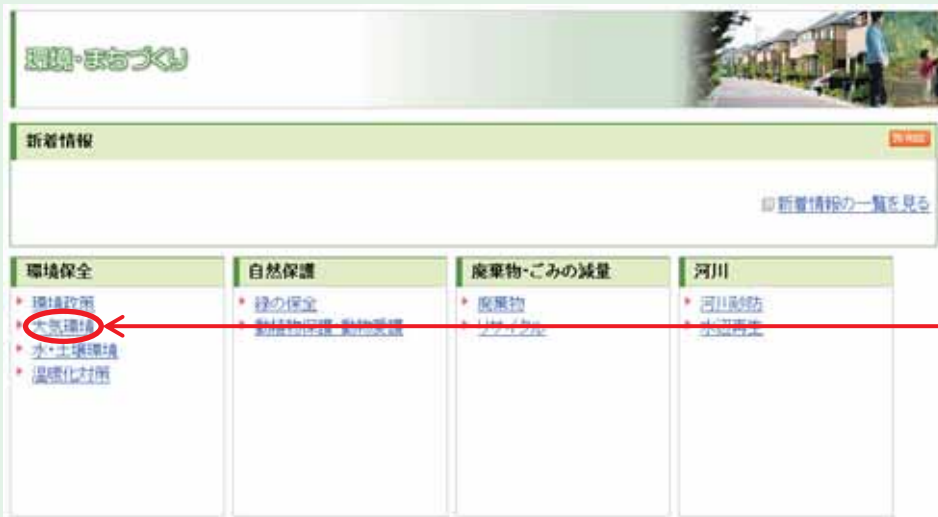 環境・まちづくり
新着情報
新着情報の一覧を見る
環境保全
環境政策
大気環境
水・土壌環境
温暖化対策
自然保護
緑の保全
動植物保護・動物愛護
廃棄物・ごみの減量
廃棄物
リサイクル
河川
河川砂防
水辺再生